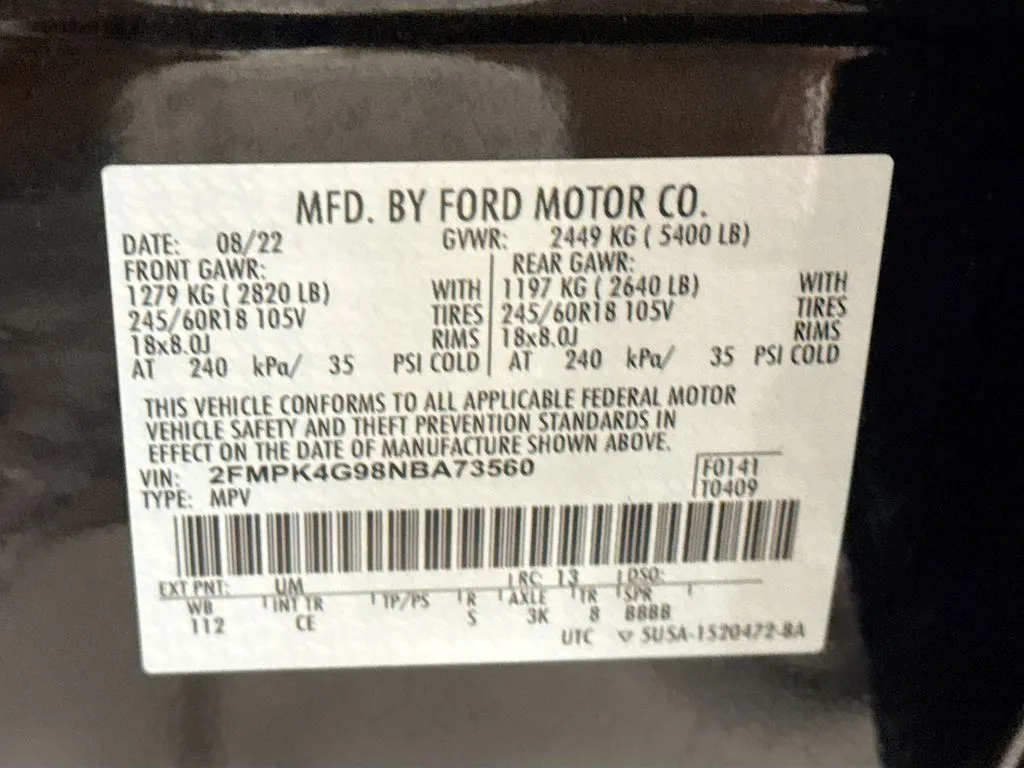 MFD. BY FORD MOTOR CO.
DATE: 08/22 GVWR: 2449 KG ( 5400 LB)
FRONT GAWR: REAR GAWR:
1279 KG ( 2820 LB) WITH 1197 KG ( 2640 LB) WITH
245/60R18 105V TIRES 245/60R18 105V TIRES
18x8.0J RIMS 18x8.0J RIMS
AT 240 kPa/ 35 PSI COLD AT 240 kPa/ 35 PSI COLD
THIS VEHICLE CONFORMS TO ALL APPLICABLE FEDERAL MOTOR
VEHICLE SAFETY AND THEFT PREVENTION STANDARDS IN
EFFECT ON THE DATE OF MANUFACTURE SHOWN ABOVE.
VIN: 2FMPK4G98NBA73560 F0141
TYPE: MPV T0409
EXT PNT: UM RC: 13 DSO:
WB INT TR TP/PS R AXLE TR SPR
112 CE S 3K 8 8888
UTC ▽ 5U5A-1520472-BA